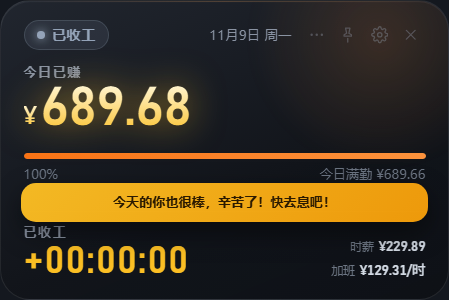 已收工
11月9日 周一
今日已赚
¥689.68
100%
今日满勤 ¥689.66
今天的你也很棒，辛苦了！快去息吧！
已收工
+00:00:00
时薪 ¥229.89
加班 ¥129.31/时